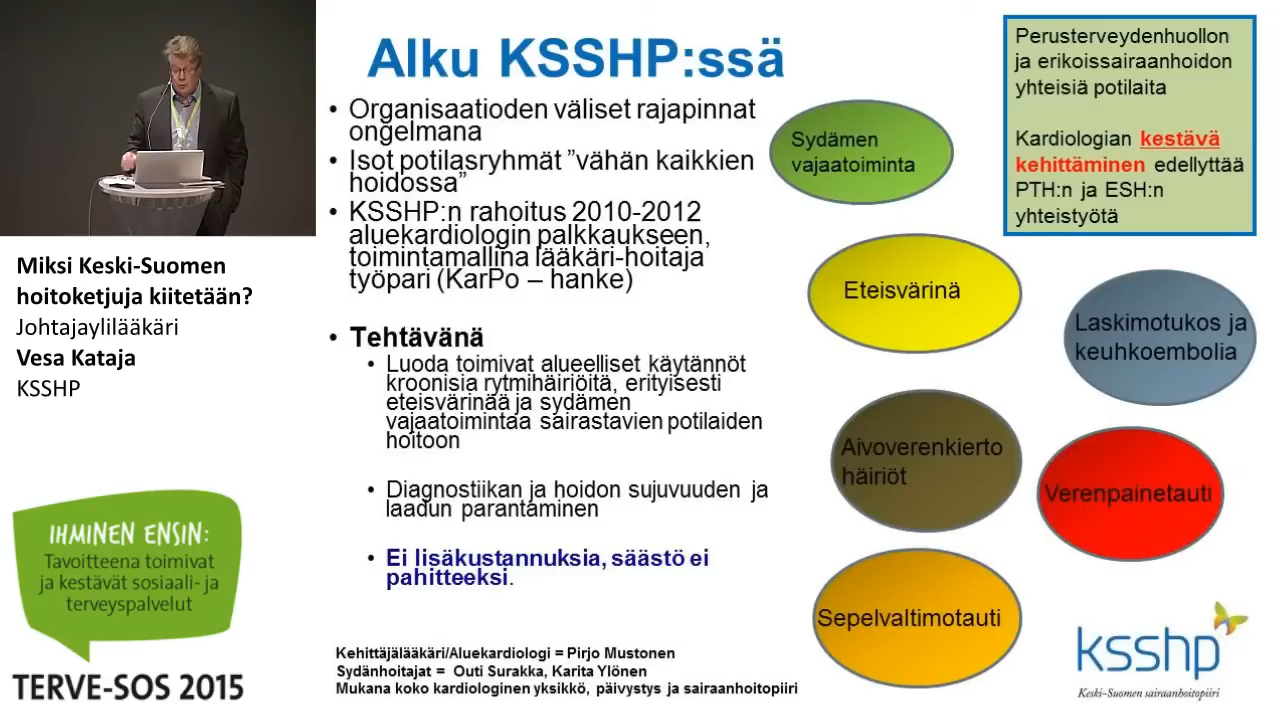 Alku KSSHP:ssä
• Organisaatioden väliset rajapinnat
ongelmana
• Isot potilasryhmät ”vähän kaikkien
hoidossa”
• KSSHP:n rahoitus 2010-2012
aluekardiologin palkkaukseen,
toimintamallina lääkäri-hoitaja
työpari (KarPo – hanke)
• Tehtävänä
• Luoda toimivat alueelliset käytännöt
kroonisia rytmihäiriöitä, erityisesti
eteisvärinää ja sydämen
vajaatoimintaa sairastavien potilaiden
hoitoon
• Diagnostiikan ja hoidon sujuvuuden ja
laadun parantaminen
• Ei lisäkustannuksia, säästö ei
pahitteeksi.
Kehittäjälääkäri/Aluekardiologi = Pirjo Mustonen
Sydänhoitajat = Outi Surakka, Karita Ylönen
Mukana koko kardiologinen yksikkö, päivystys ja sairaanhoitopiiri
Sydämen
vajaatoiminta
Eteisvärinä
Laskimotukos ja
keuhkoembolia
Aivoverenkierto
häiriöt
Verenpainetauti
Sepelvaltimotauti
Perusterveydenhuollon
ja erikoissairaanhoidon
yhteisiä potilaita
Kardiologian kestävä
kehittäminen edellyttää
PTH:n ja ESH:n
yhteistyötä
ksshp
Keski-Suomen sairaanhoitopiiri
Miksi Keski-Suomen
hoitoketjuja kiitetään?
Johtajaylilääkäri
Vesa Kataja
KSSHP
IHMINEN ENSIN:
Tavoitteena toimivat
ja kestävät sosiaali- ja
terveyspalvelut
TERVE-SOS 2015